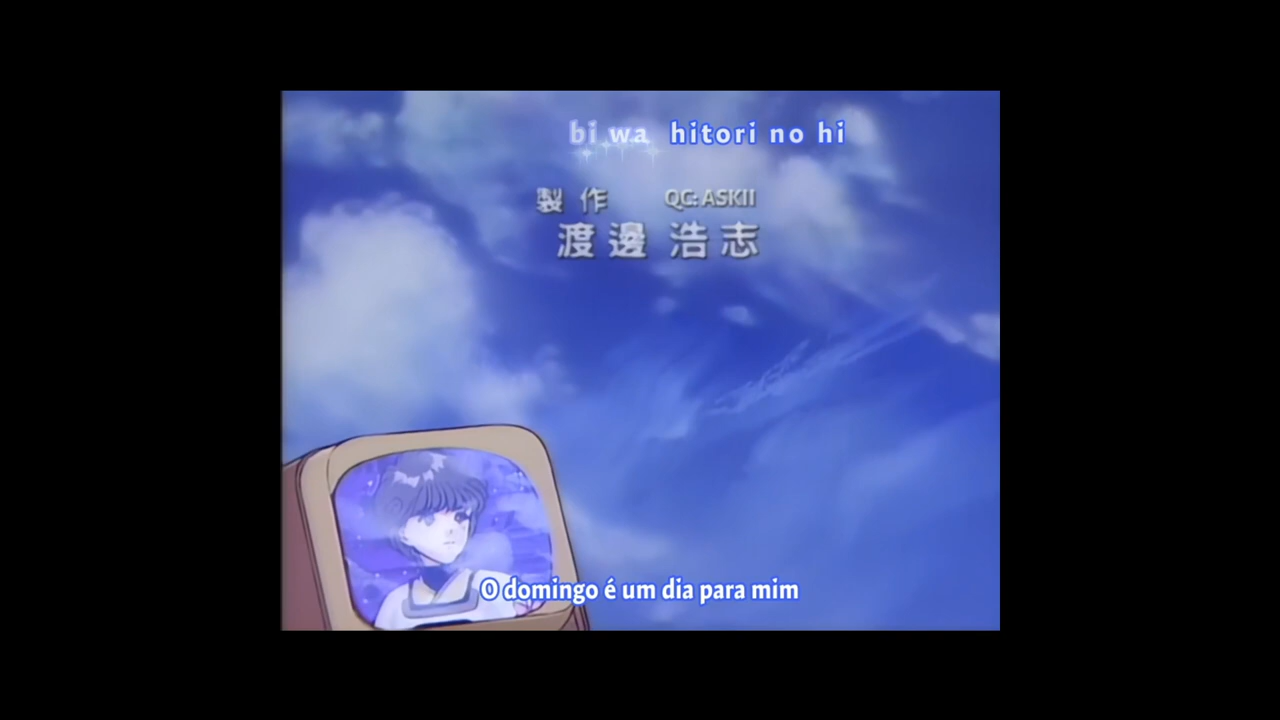 bi wa hitori no hi
製作 QC: ASKII
渡邊 浩志
O domingo é um dia para mim